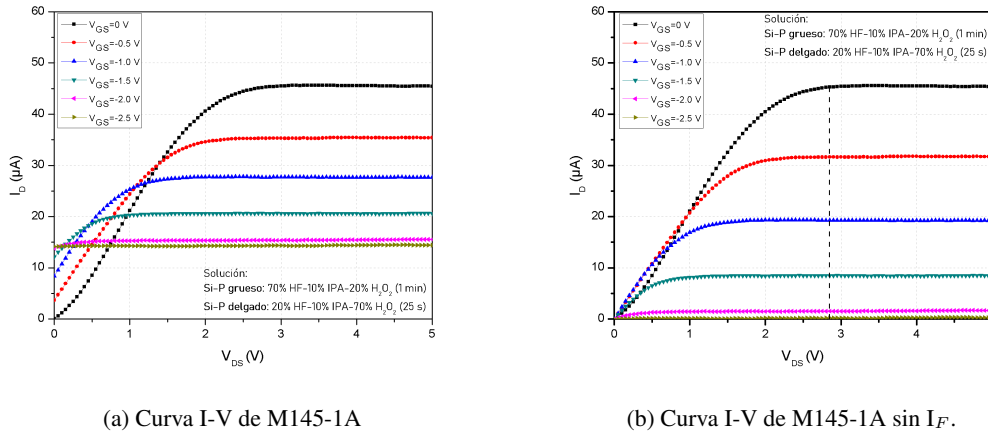 60
50
40
30
20
10
0
I_D (µA)
V_GS=0 V
V_GS=-0.5 V
V_GS=-1.0 V
V_GS=-1.5 V
V_GS=-2.0 V
V_GS=-2.5 V
Solución:
Si-P grueso: 70% HF-10% IPA-20% H₂O₂ (1 min)
Si-P delgado: 20% HF-10% IPA-70% H₂O₂ (25 s)
0 1 2 3 4 5
V_DS (V)
(a) Curva I-V de M145-1A
60
50
40
30
20
10
0
I_D (µA)
V_GS=0 V
V_GS=-0.5 V
V_GS=-1.0 V
V_GS=-1.5 V
V_GS=-2.0 V
V_GS=-2.5 V
Solución:
Si-P grueso: 70% HF-10% IPA-20% H₂O₂ (1 min)
Si-P delgado: 20% HF-10% IPA-70% H₂O₂ (25 s)
0 1 2 3 4 5
V_DS (V)
(b) Curva I-V de M145-1A sin I_F.